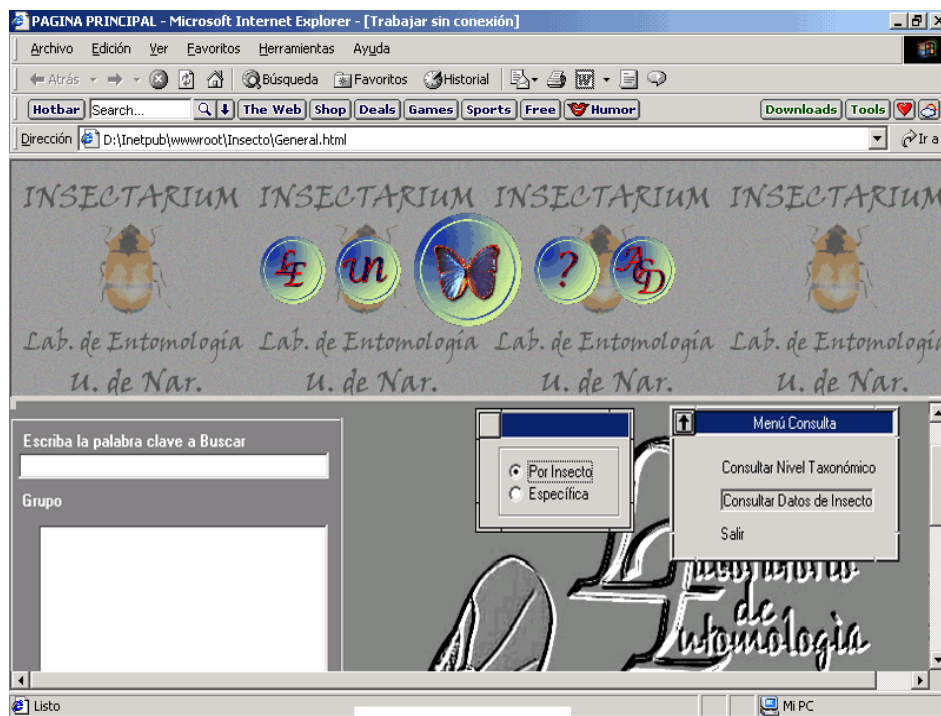 PAGINA PRINCIPAL - Microsoft Internet Explorer - [Trabajar sin conexión]
Archivo Edición Ver Favoritos Herramientas Ayuda
Atrás Búsqueda Favoritos Historial
Hotbar Search... The Web Shop Deals Games Sports Free Humor Downloads Tools
Dirección D:\Inetpub\wwwroot\Insecto\General.html Ir a
INSECTARIUM INSECTARIUM INSECTARIUM INSECTARIUM
LE un ?
Lab. de Entomología Lab. de Entomología Lab. de Entomología Lab. de Entomología
U. de Nar. U. de Nar. U. de Nar. U. de Nar.
Escriba la palabra clave a Buscar
Grupo
Por Insecto
Específica
Menú Consulta
Consultar Nivel Taxonómico
Consultar Datos de Insecto
Salir
de
Entomologìa
Listo
Mi PC